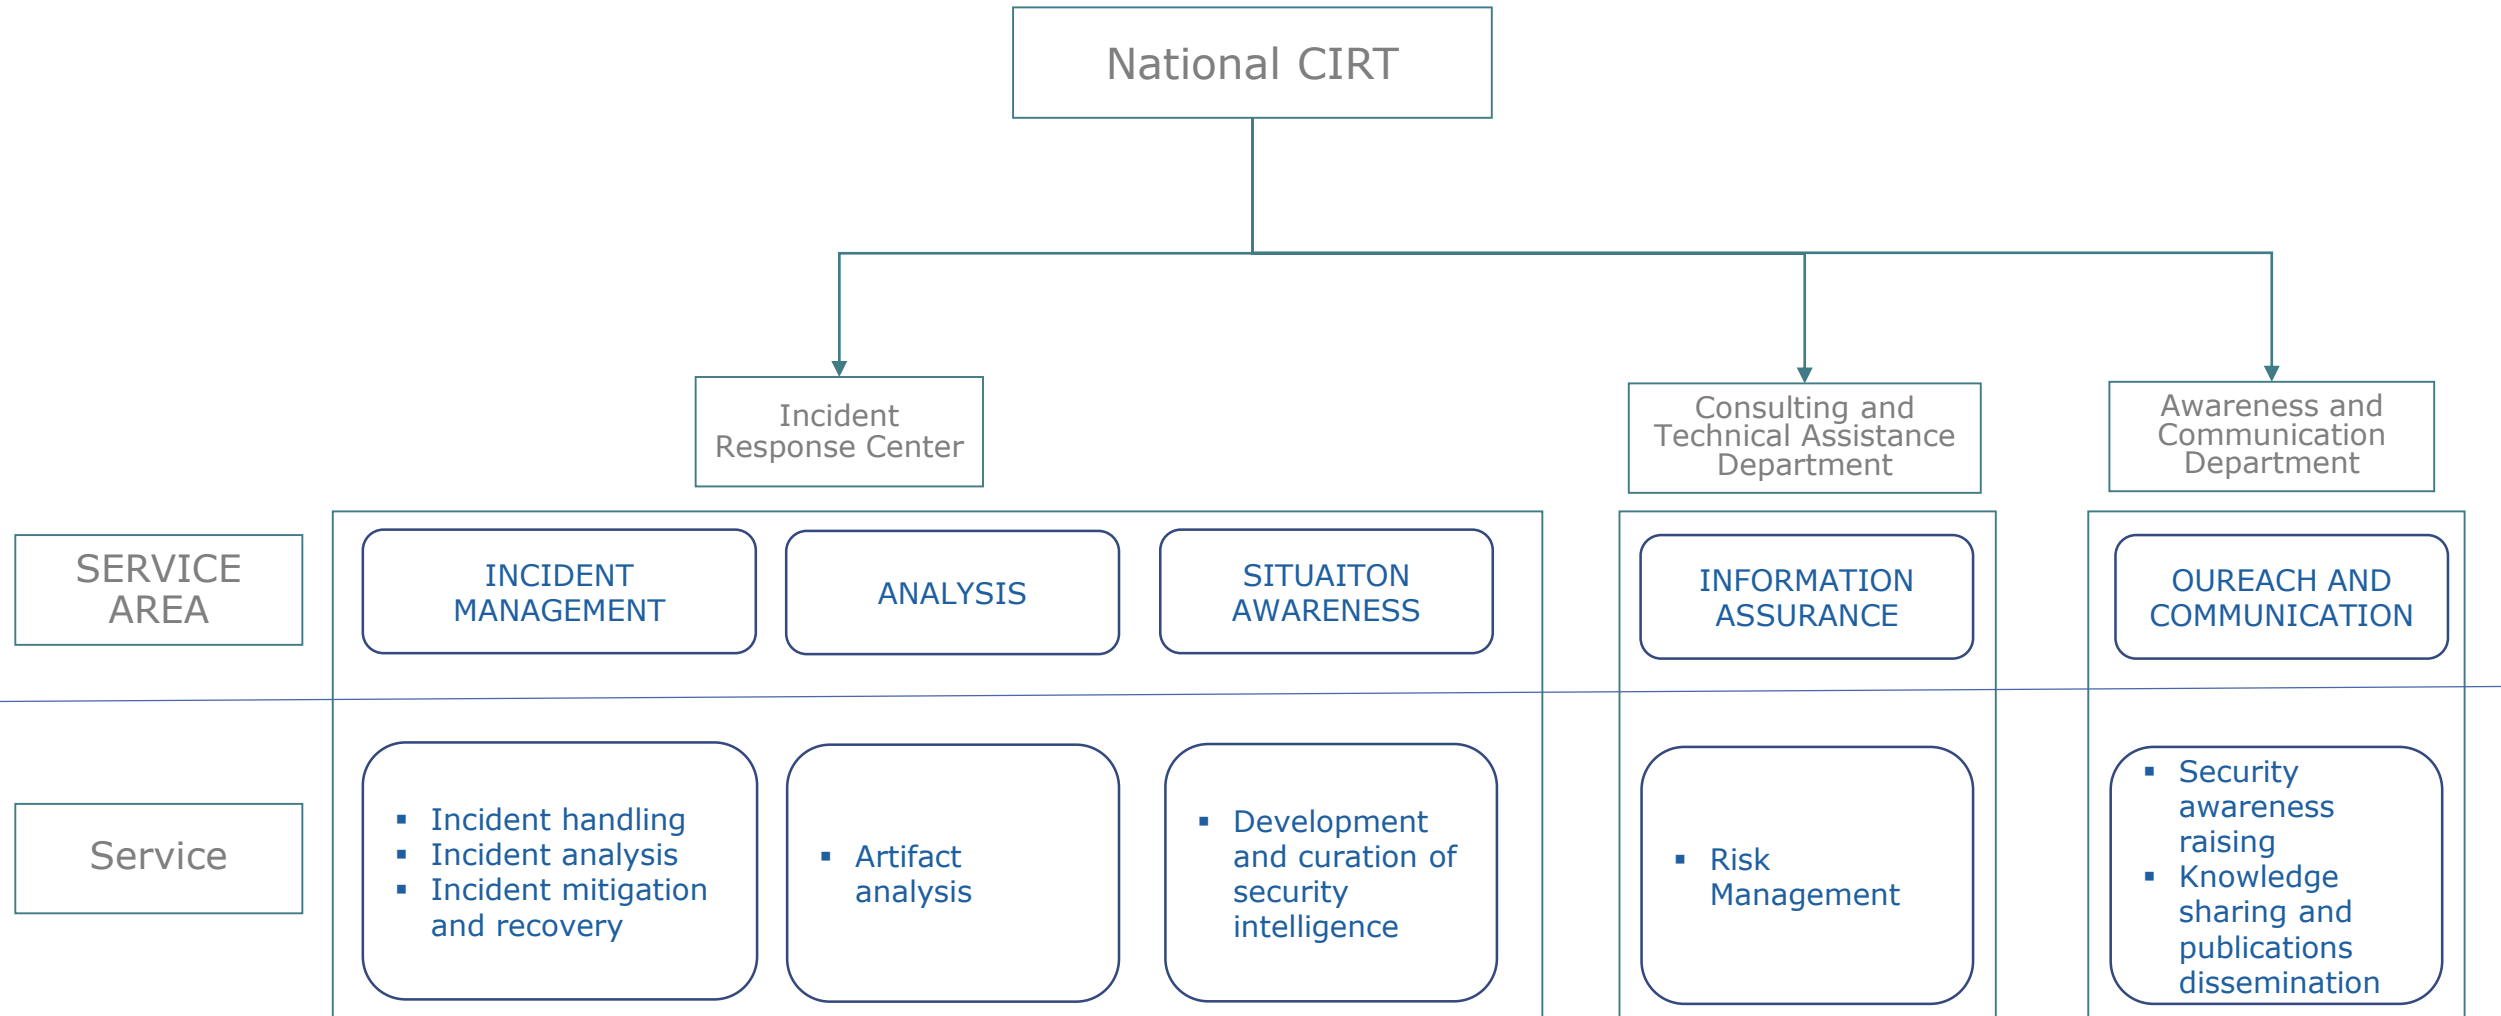 National CIRT
Incident
Response Center
Consulting and
Technical Assistance
Department
Awareness and
Communication
Department
SERVICE
AREA
INCIDENT
MANAGEMENT
ANALYSIS
SITUAITON
AWARENESS
INFORMATION
ASSURANCE
OUREACH AND
COMMUNICATION
Service
▪ Incident handling
▪ Incident analysis
▪ Incident mitigation
and recovery
▪ Artifact
analysis
▪ Development
and curation of
security
intelligence
▪ Risk
Management
▪ Security
awareness
raising
▪ Knowledge
sharing and
publications
dissemination